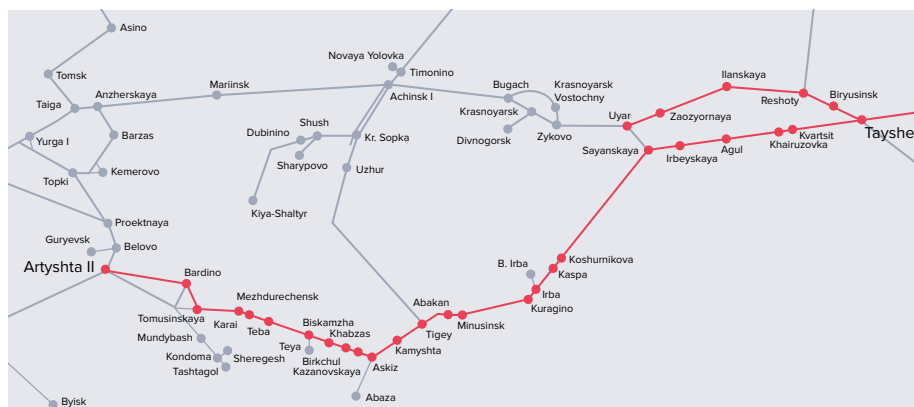 Asino
Novaya Yolovka
Timonino
Tomsk
Mariinsk
Bugach
Krasnoyarsk
Vostochny
Ilanskaya
Taiga
Anzherskaya
Achinsk I
Krasnoyarsk
Reshoty
Biryusinsk
Uyar
Zaozyornaya
Yurga I
Barzas
Dubinino
Shush
Kr. Sopka
Divnogorsk
Zykovo
Tayshe
Sayanskaya
Irbeyskaya
Agul
Kvartsit
Khairuzovka
Sharypovo
Uzhur
Topki
Kemerovo
Kiya-Shaltyr
Proektnaya
Guryevsk
Belovo
Artyshta II
Bardino
B. Irba
Koshurnikova
Kaspa
Mezhdurechensk
Abakan
Irba
Kuragino
Tomusinskaya
Karai
Teba
Biskamzha
Khabzas
Tigey
Minusinsk
Mundybash
Teya
Kamyshta
Kondoma
Sheregesh
Birkchul
Tashtagol
Kazanovskaya
Askiz
Abaza
Byisk